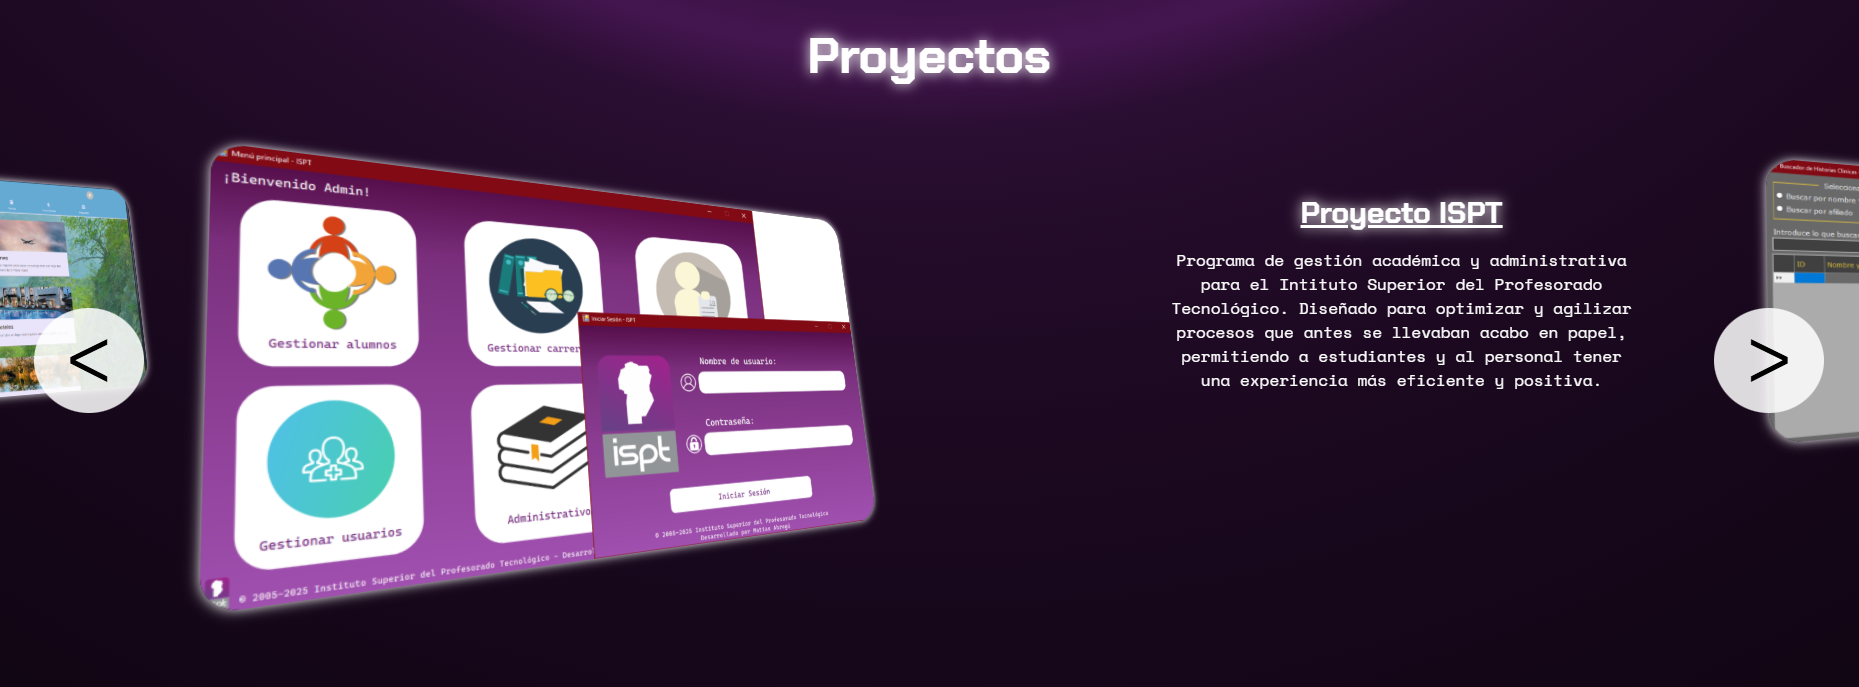 Proyectos
Menú principal - ISPT
¡Bienvenido Admin!
Gestionar alumnos
Gestionar carrer
Gestionar usuarios
Administrativo
© 2005-2025 Instituto Superior del Profesorado Tecnológico - Desarrol
Iniciar Sesión - ISPT
Nombre de usuario:
Contraseña:
ispt
Iniciar Sesión
© 2005-2025 Instituto Superior del Profesorado Tecnológico
Desarrollado por
<
Proyecto ISPT
Programa de gestión académica y administrativa
para el Intituto Superior del Profesorado
Tecnológico. Diseñado para optimizar y agilizar
procesos que antes se llevaban acabo en papel,
permitiendo a estudiantes y al personal tener
una experiencia más eficiente y positiva.
Buscador de Historias Clínicas
Selecciona
Buscar por nombre
Buscar por afiliado
Introduce lo que busca
ID
Nombre
>